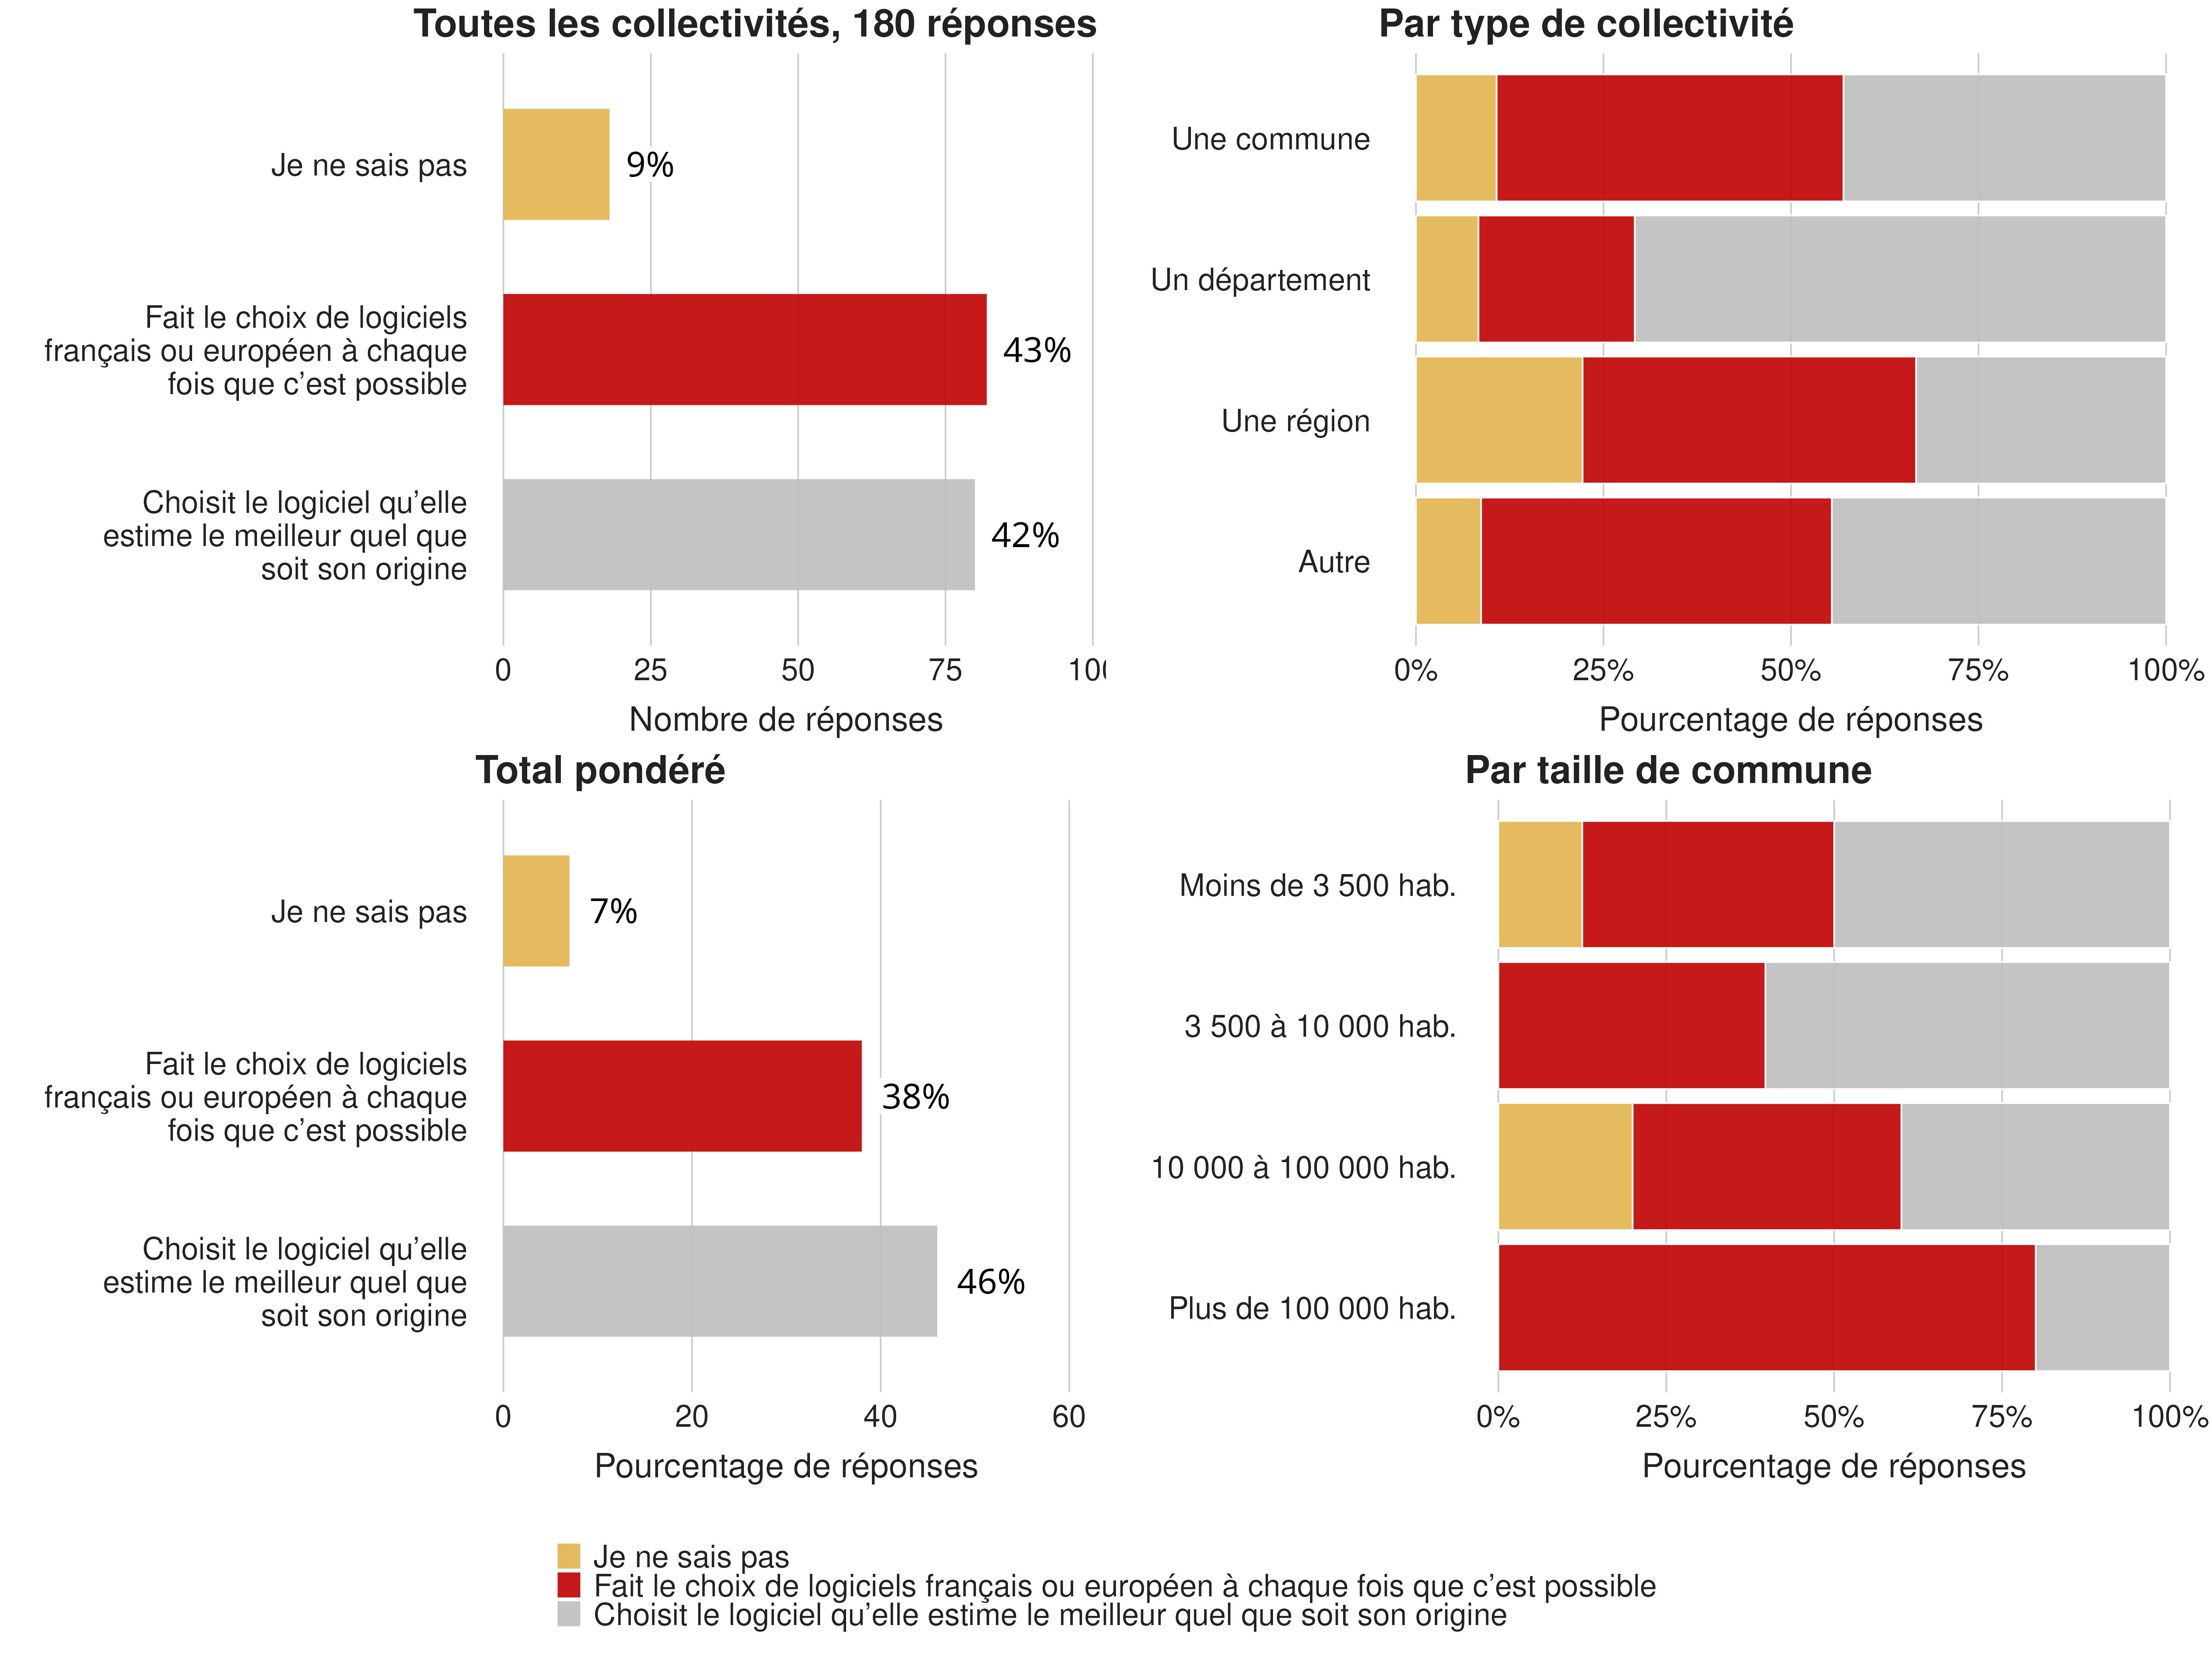 Toutes les collectivités, 180 réponses
Je ne sais pas
9%
Fait le choix de logiciels
français ou européen à chaque
fois que c’est possible
43%
Choisit le logiciel qu’elle
estime le meilleur quel que
soit son origine
42%
0 25 50 75 10
Nombre de réponses
Par type de collectivité
Une commune
Un département
Une région
Autre
0% 25% 50% 75% 100%
Pourcentage de réponses
Total pondéré
Je ne sais pas
7%
Fait le choix de logiciels
français ou européen à chaque
fois que c’est possible
38%
Choisit le logiciel qu’elle
estime le meilleur quel que
soit son origine
46%
0 20 40 60
Pourcentage de réponses
Par taille de commune
Moins de 3 500 hab.
3 500 à 10 000 hab.
10 000 à 100 000 hab.
Plus de 100 000 hab.
0% 25% 50% 75% 100%
Pourcentage de réponses
Je ne sais pas
Fait le choix de logiciels français ou européen à chaque fois que c’est possible
Choisit le logiciel qu’elle estime le meilleur quel que soit son origine